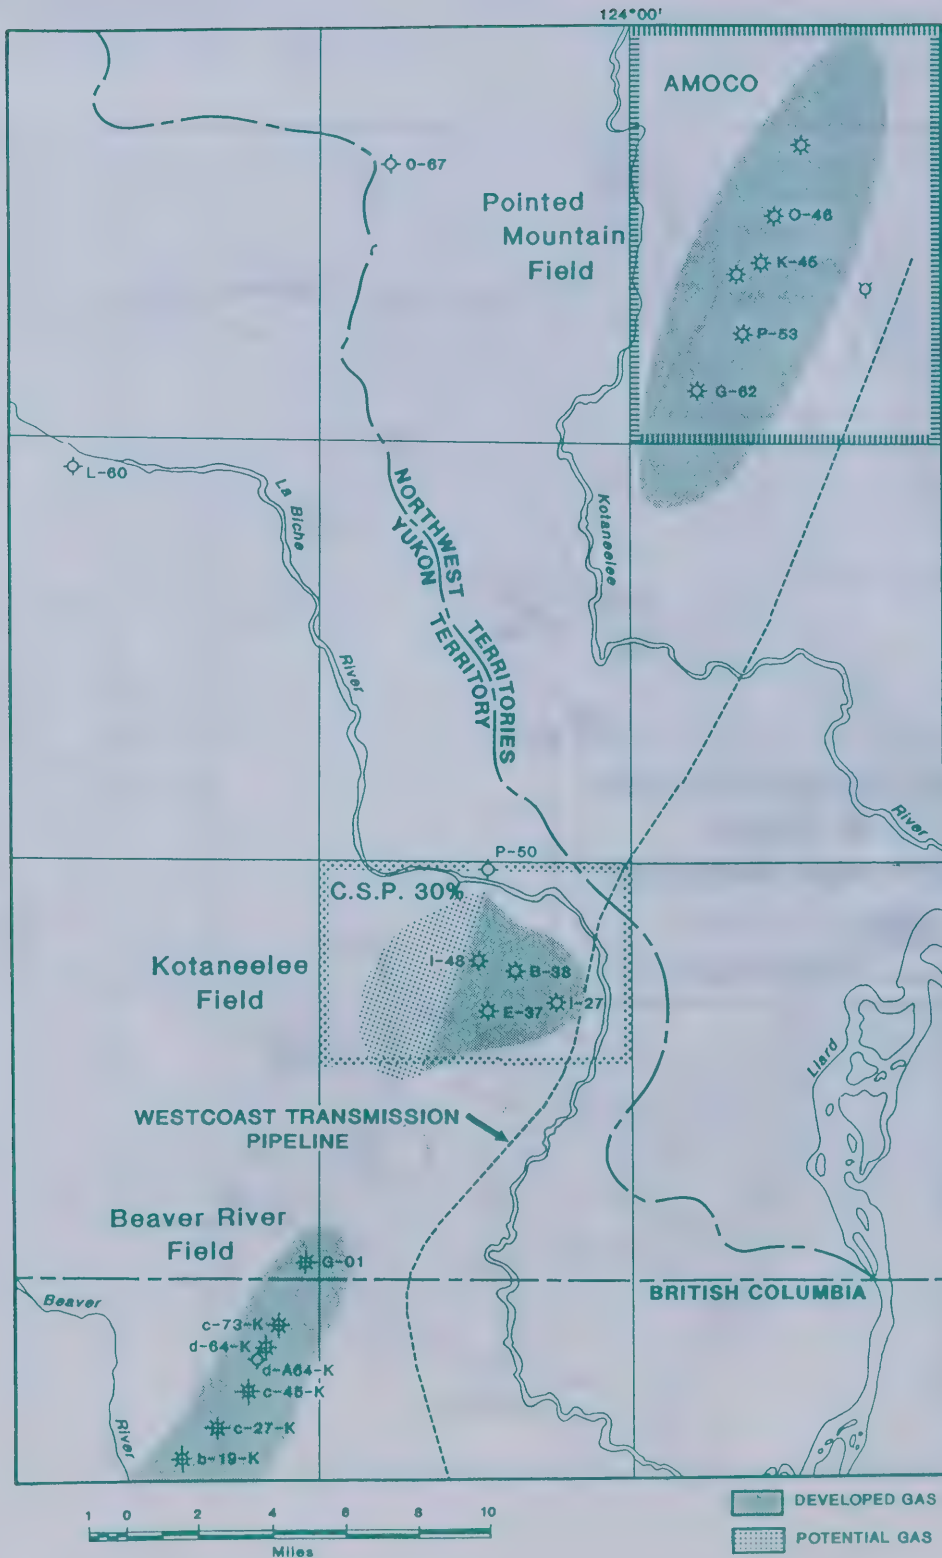 124°00'
AMOCO
O-67
Pointed
Mountain
Field
O-46
K-45
P-53
G-62
L-60
La Biche
River
NORTHWEST TERRITORIES
YUKON TERRITORY
Kotaneelee
River
P-50
C.S.P. 30%
Kotaneelee
Field
I-48
B-38
E-37
I-27
Liard
WESTCOAST TRANSMISSION
PIPELINE
Beaver River
Field
G-01
BRITISH COLUMBIA
Beaver
River
c-73-K
d-64-K
d-A64-K
c-45-K
c-27-K
b-19-K
1 0 2 4 6 8 10
Miles
DEVELOPED GAS
POTENTIAL GAS